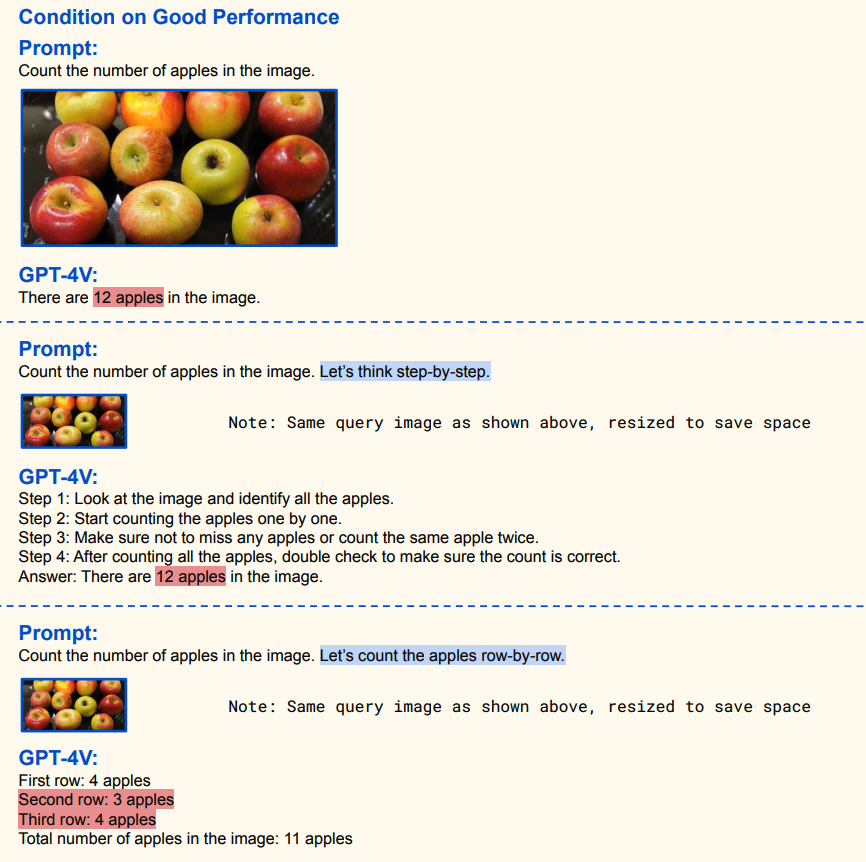 Condition on Good Performance
Prompt:
Count the number of apples in the image.
GPT-4V:
There are 12 apples in the image.
Prompt:
Count the number of apples in the image. Let’s think step-by-step.
Note: Same query image as shown above, resized to save space
GPT-4V:
Step 1: Look at the image and identify all the apples.
Step 2: Start counting the apples one by one.
Step 3: Make sure not to miss any apples or count the same apple twice.
Step 4: After counting all the apples, double check to make sure the count is correct.
Answer: There are 12 apples in the image.
Prompt:
Count the number of apples in the image. Let’s count the apples row-by-row.
Note: Same query image as shown above, resized to save space
GPT-4V:
First row: 4 apples
Second row: 3 apples
Third row: 4 apples
Total number of apples in the image: 11 apples